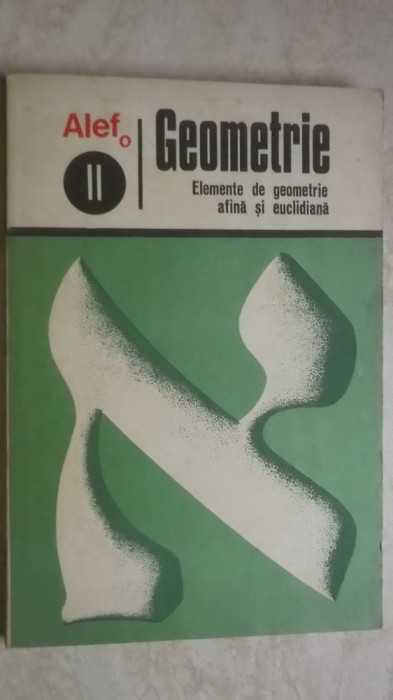 Alef₀
II
Geometrie
Elemente de geometrie
afină și euclidiană
א